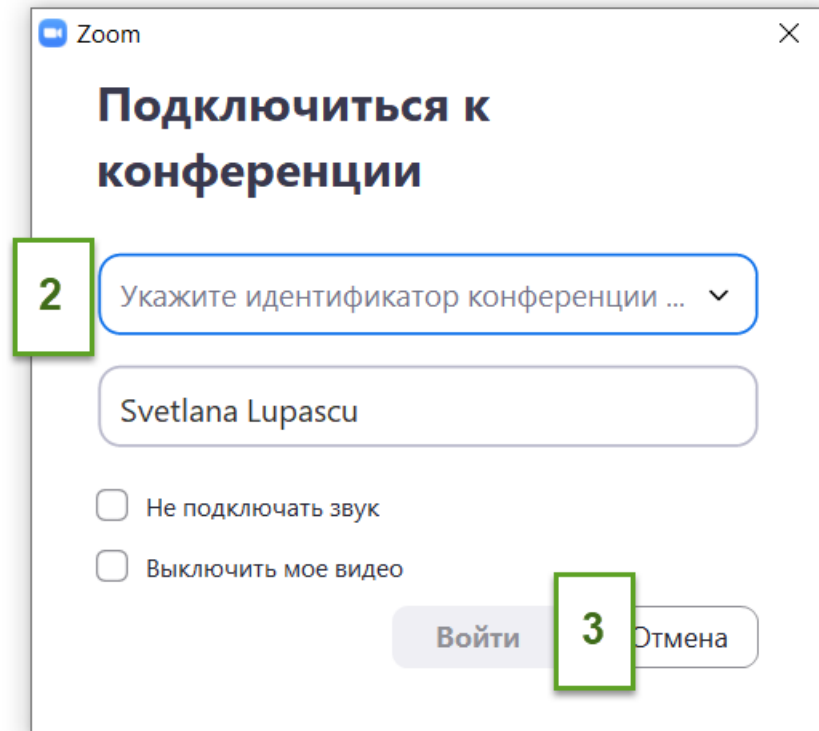 Zoom
Подключиться к
конференции
2
Укажите идентификатор конференции ...
Svetlana Lupascu
Не подключать звук
Выключить мое видео
Войти
3
Отмена